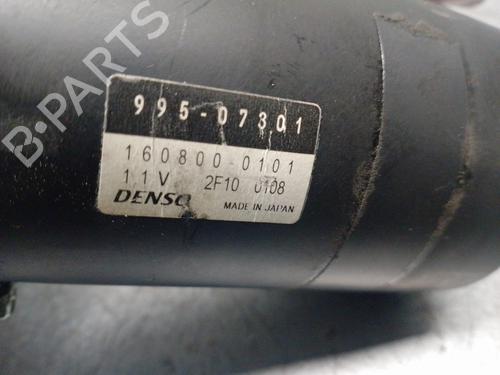 995-07301
160800-0101
11V 2F10 0108
DENSO MADE IN JAPAN
B-PARTS